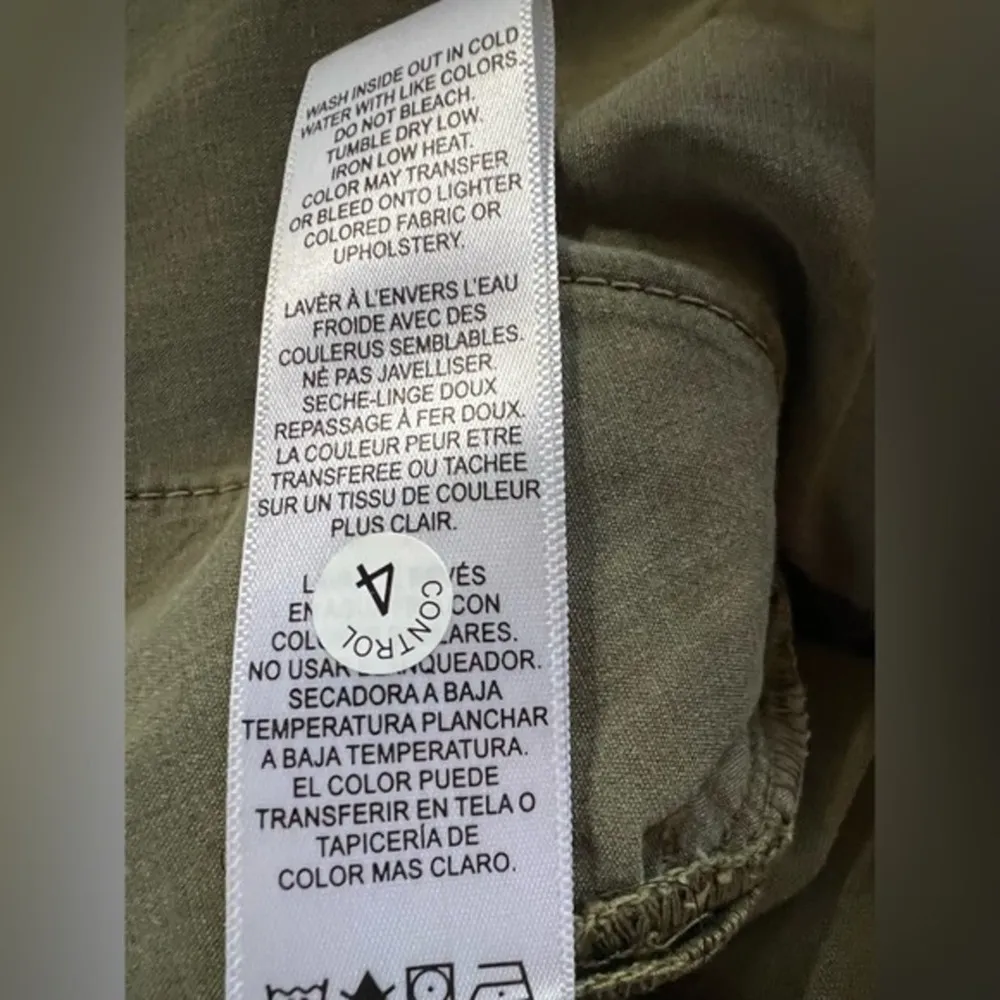 WASH INSIDE OUT IN COLD
WATER WITH LIKE COLORS.
DO NOT BLEACH.
TUMBLE DRY LOW.
IRON LOW HEAT.
COLOR MAY TRANSFER
OR BLEED ONTO LIGHTER
COLORED FABRIC OR
UPHOLSTERY.
LAVÈR À L'ENVERS L'EAU
FROIDE AVEC DES
COULERUS SEMBLABLES.
NÈ PAS JAVELLISER
SECHE-LINGE DOUX
REPASSAGE À FER DOUX.
LA COULEUR PEUR ETRE
TRANSFEREE OU TACHEE
SUR UN TISSU DE COULEUR
PLUS CLAIR.
CON
NO USAR
SECADORA A BAJA
TEMPERATURA PLANCHAR
A BAJA TEMPERATURA.
EL COLOR PUEDE
TRANSFERIR EN TELA O
TAPICERÍA DE
COLOR MAS CLARO.
4
CONTROL